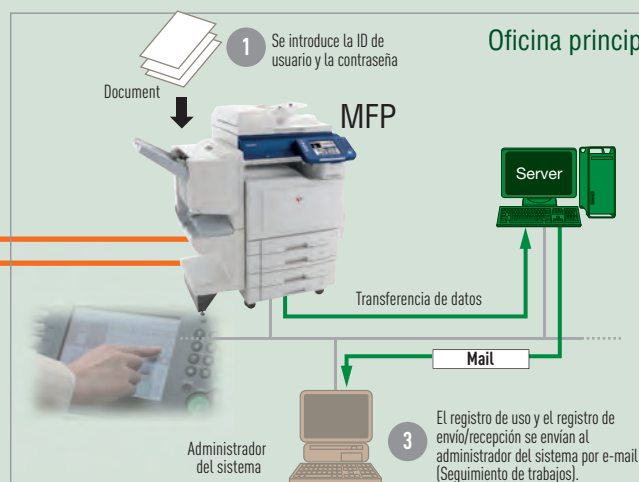 1
Se introduce la ID de
usuario y la contraseña
Oficina princip
Document
MFP
Server
Transferencia de datos
Mail
Administrador
del sistema
3
El registro de uso y el registro de
envío/recepción se envían al
administrador del sistema por e-mail
(Seguimiento de trabajos).